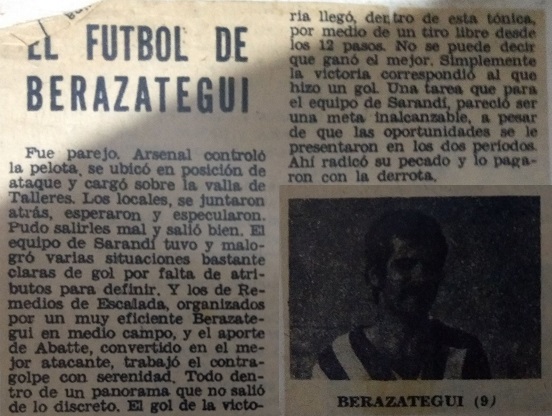 EL FUTBOL DE
BERAZATEGUI
Fue parejo. Arsenal controló
la pelota, se ubicó en posición de
ataque y cargó sobre la valla de
Talleres. Los locales, se juntaron
atrás, esperaron y especularon.
Pudo salirles mal y salió bien. El
equipo de Sarandí tuvo y malo-
gró varias situaciones bastante
claras de gol por falta de atri-
butos para definir. Y los de Re-
medios de Escalada, organizados
por un muy eficiente Berazate-
gui en medio campo, y el aporte
de Abatte, convertido en el me-
jor atacante, trabajó el contra-
golpe con serenidad. Todo den-
tro de un panorama que no salió
de lo discreto. El gol de la victo-
ria llegó, dentro de esta tónica,
por medio de un tiro libre desde
los 12 pasos. No se puede decir
que ganó el mejor. Simplemente
la victoria correspondió al que
hizo un gol. Una tarea que para
el equipo de Sarandí, pareció ser
una meta inalcanzable, a pesar
de que las oportunidades se le
presentaron en los dos períodos.
Ahí radicó su pecado y lo paga-
ron con la derrota.
BERAZATEGUI (9)